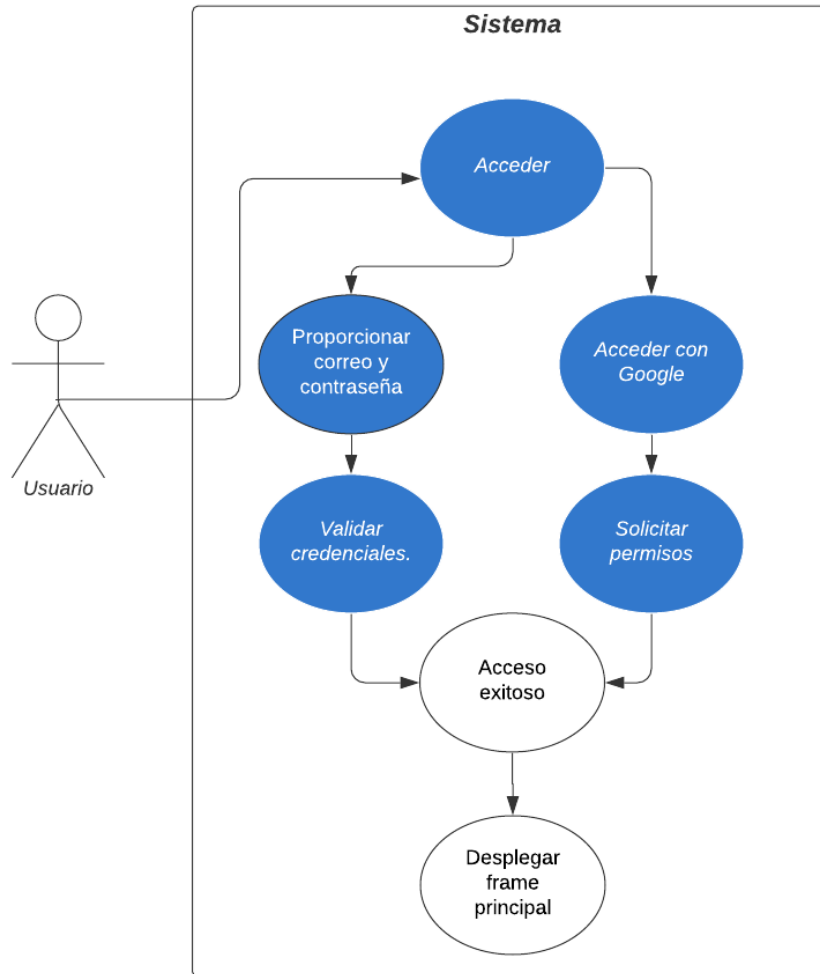 Sistema
Acceder
Proporcionar
correo y
contraseña
Acceder con
Google
Usuario
Validar
credenciales.
Solicitar
permisos
Acceso
exitoso
Desplegar
frame
principal